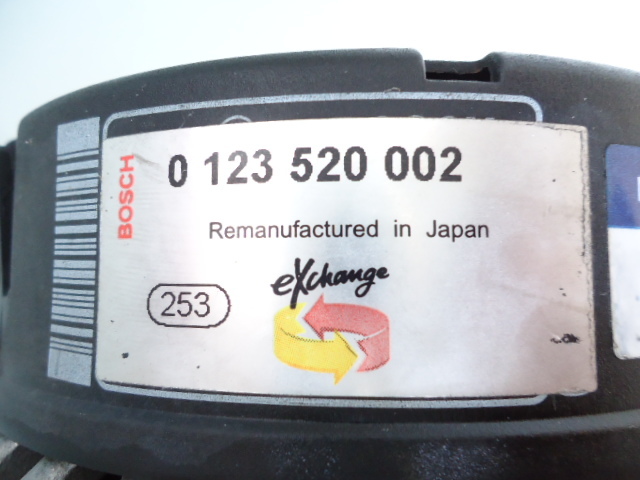 BOSCH
0 123 520 002
Remanufactured in Japan
eXchange
253